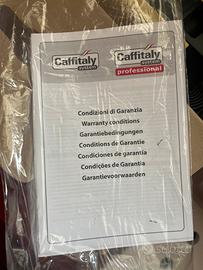 Caffitaly
system
Caffitaly
system
professional
Condizioni di Garanzia
Warranty conditions
Garantiebedingungen
Conditions de Garantie
Condiciones de garantía
Condições de Garantia
Garantievoorwaarden